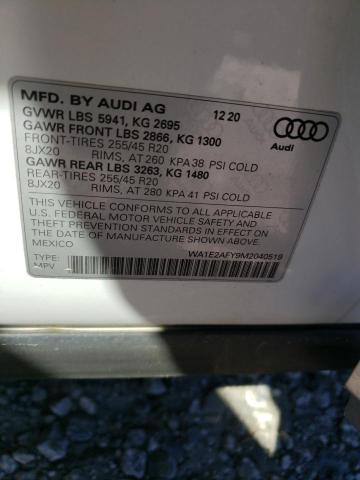 MFD. BY AUDI AG 12 20
GVWR LBS 5941, KG 2695
GAWR FRONT LBS 2866, KG 1300
FRONT-TIRES 255/45 R20
8JX20 RIMS, AT 260 KPA 38 PSI COLD
GAWR REAR LBS 3263, KG 1480
REAR-TIRES 255/45 R20
8JX20 RIMS, AT 280 KPA 41 PSI COLD
Audi
THIS VEHICLE CONFORMS TO ALL APPLICABLE
U.S. FEDERAL MOTOR VEHICLE SAFETY AND
THEFT PREVENTION STANDARDS IN EFFECT ON THE
DATE OF MANUFACTURE SHOWN ABOVE.
MEXICO
WA1E2AFY9M2040519
TYPE:
MPV